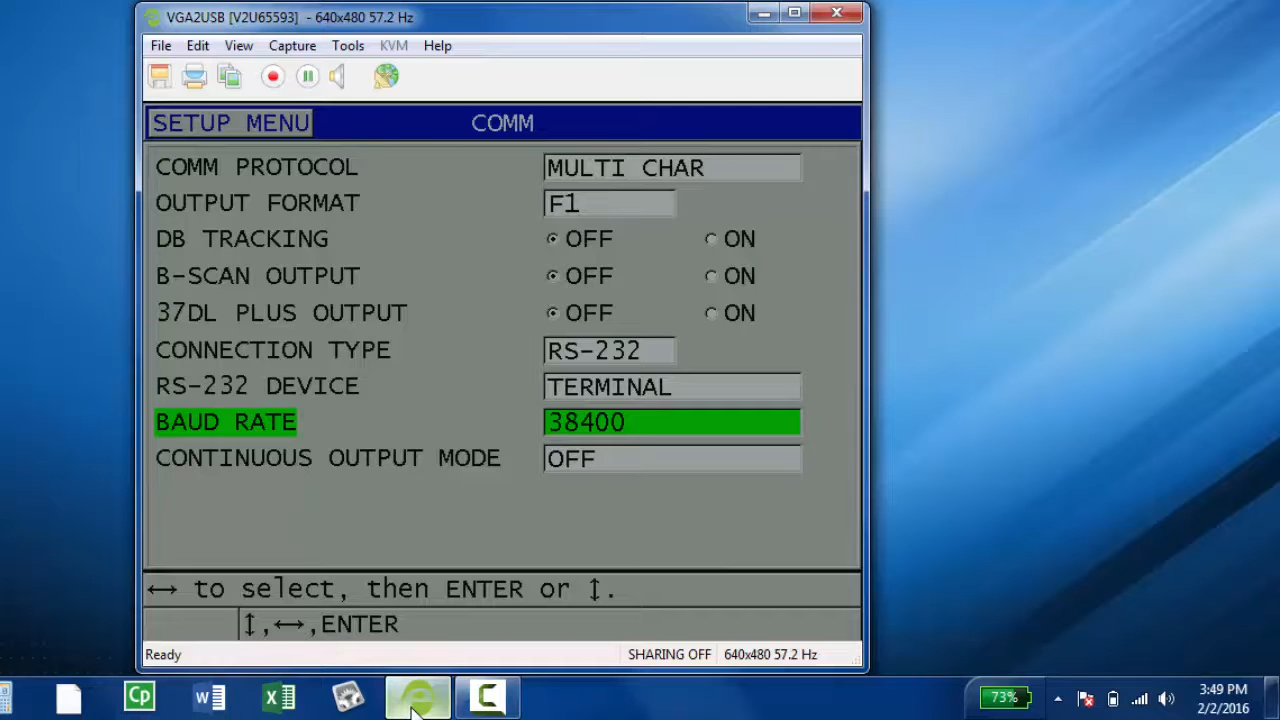 VGA2USB [V2U65593] - 640x480 57.2 Hz
File Edit View Capture Tools KVM Help
SETUP MENU COMM
COMM PROTOCOL MULTI CHAR
OUTPUT FORMAT F1
DB TRACKING OFF ON
B-SCAN OUTPUT OFF ON
37DL PLUS OUTPUT OFF ON
CONNECTION TYPE RS-232
RS-232 DEVICE TERMINAL
BAUD RATE 38400
CONTINUOUS OUTPUT MODE OFF
↔ to select, then ENTER or ↕.
↕,↔,ENTER
Ready SHARING OFF 640x480 57.2 Hz
Cp W X C 73% 3:49 PM
2/2/2016